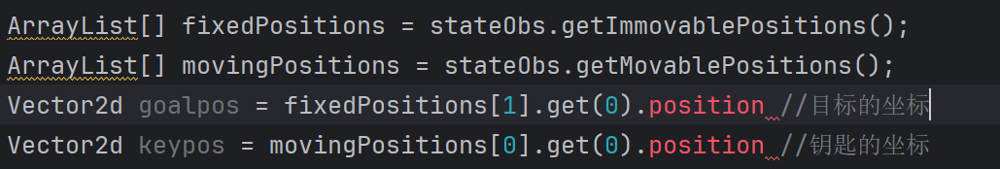 ArrayList[] fixedPositions = stateObs.getImmovablePositions();
ArrayList[] movingPositions = stateObs.getMovablePositions();
Vector2d goalpos = fixedPositions[1].get(0).position //目标的坐标
Vector2d keypos = movingPositions[0].get(0).position //钥匙的坐标